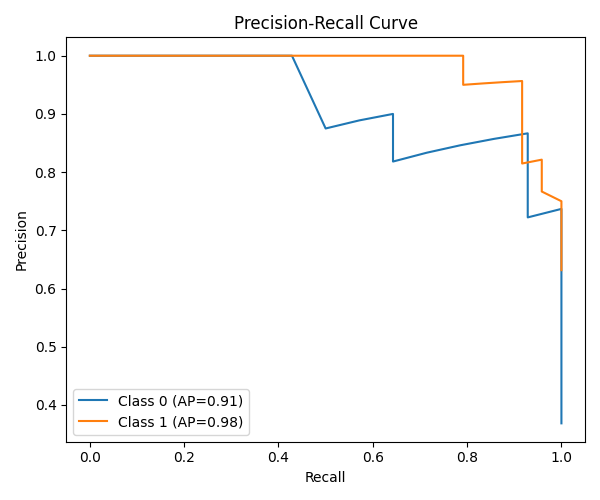 Precision-Recall Curve
1.0
0.9
0.8
0.7
0.6
0.5
0.4
Precision
Class 0 (AP=0.91)
Class 1 (AP=0.98)
0.0 0.2 0.4 0.6 0.8 1.0
Recall